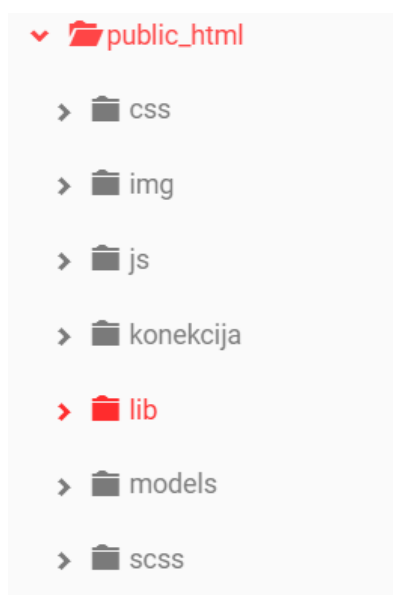 public_html
css
img
js
konekcija
lib
models
scss